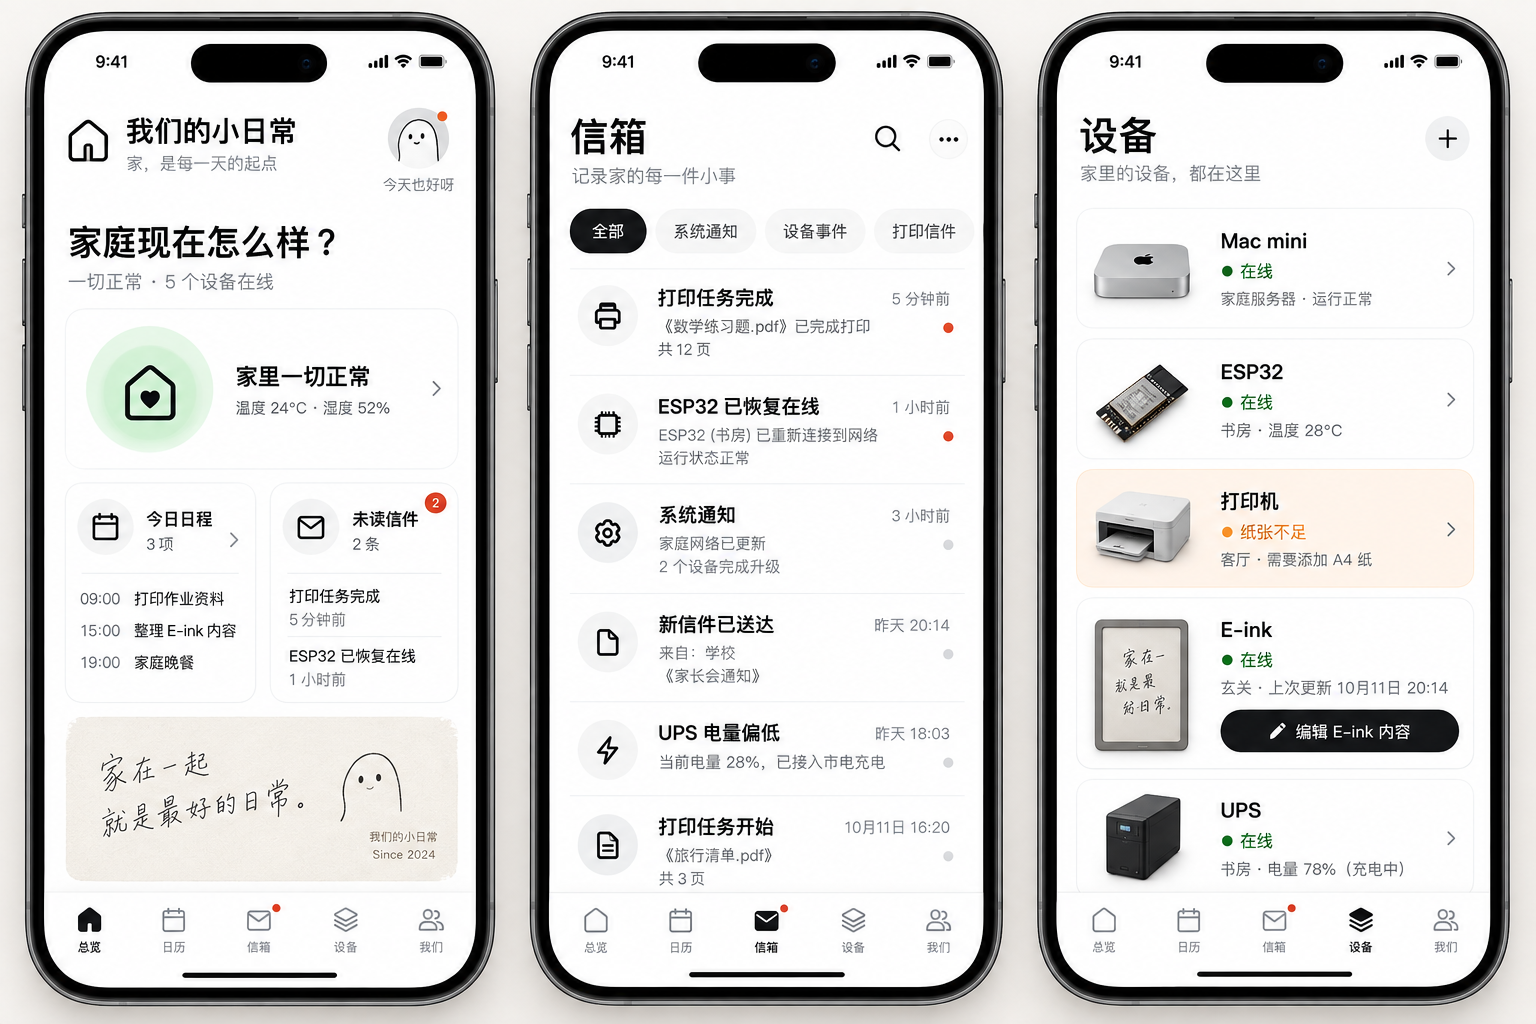 9:41
我们的小日常
家，是每一天的起点
今天也好呀
家庭现在怎么样？
一切正常 · 5 个设备在线
家里一切正常
温度 24°C · 湿度 52%
今日日程
3 项
09:00 打印作业资料
15:00 整理 E-ink 内容
19:00 家庭晚餐
2
未读信件
2 条
打印任务完成
5 分钟前
ESP32 已恢复在线
1 小时前
家在一起
就是最好的日常。
我们的小日常
Since 2024
总览
日历
信箱
设备
我们
9:41
信箱
记录家的每一件小事
全部
系统通知
设备事件
打印信件
打印任务完成 5 分钟前
《数学练习题.pdf》已完成打印
共 12 页
ESP32 已恢复在线 1 小时前
ESP32 (书房) 已重新连接到网络
运行状态正常
系统通知 3 小时前
家庭网络已更新
2 个设备完成升级
新信件已送达 昨天 20:14
来自：学校
《家长会通知》
UPS 电量偏低 昨天 18:03
当前电量 28%，已接入市电充电
打印任务开始 10月11日 16:20
《旅行清单.pdf》
共 3 页
总览
日历
信箱
设备
我们
9:41
设备
家里的设备，都在这里
Mac mini
在线
家庭服务器 · 运行正常
ESP32
在线
书房 · 温度 28°C
打印机
纸张不足
客厅 · 需要添加 A4 纸
家在一
就是最
的日常.
E-ink
在线
玄关 · 上次更新 10月11日 20:14
编辑 E-ink 内容
UPS
在线
书房 · 电量 78%（充电中）
总览
日历
信箱
设备
我们